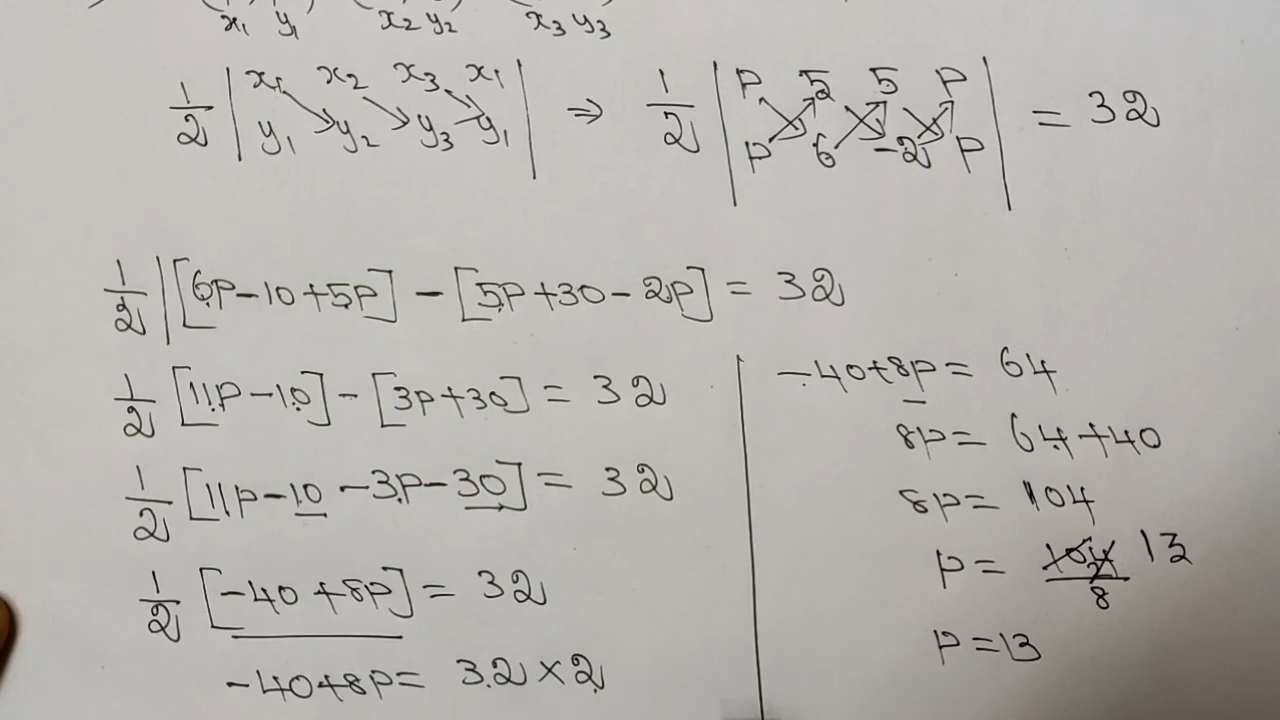 x₁ y₁ x₂ y₂ x₃ y₃
1/2 | x₁ x₂ x₃ x₁ | ⇒ 1/2 | P 5 5 P | = 32
y₁ y₂ y₃ y₁ P 6 -2 P
1/2 | [6P-10+5P] - [5P+30-2P] = 32
1/2 [11P-10] - [3P+30] = 32
1/2 [11P-10-3P-30] = 32
1/2 [-40+8P] = 32
-40+8P = 32×2
-40+8P = 64
8P = 64+40
8P = 104
P = 104/8 13
P = 13